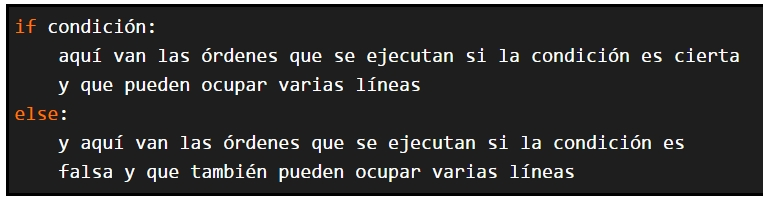 if condición:
    aquí van las órdenes que se ejecutan si la condición es cierta
    y que pueden ocupar varias líneas
else:
    y aquí van las órdenes que se ejecutan si la condición es
    falsa y que también pueden ocupar varias líneas